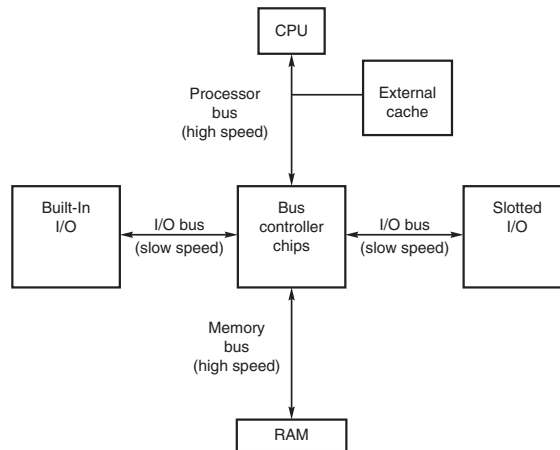 CPU
Processor
bus
(high speed)
External
cache
Built-In
I/O
I/O bus
(slow speed)
Bus
controller
chips
I/O bus
(slow speed)
Slotted
I/O
Memory
bus
(high speed)
RAM